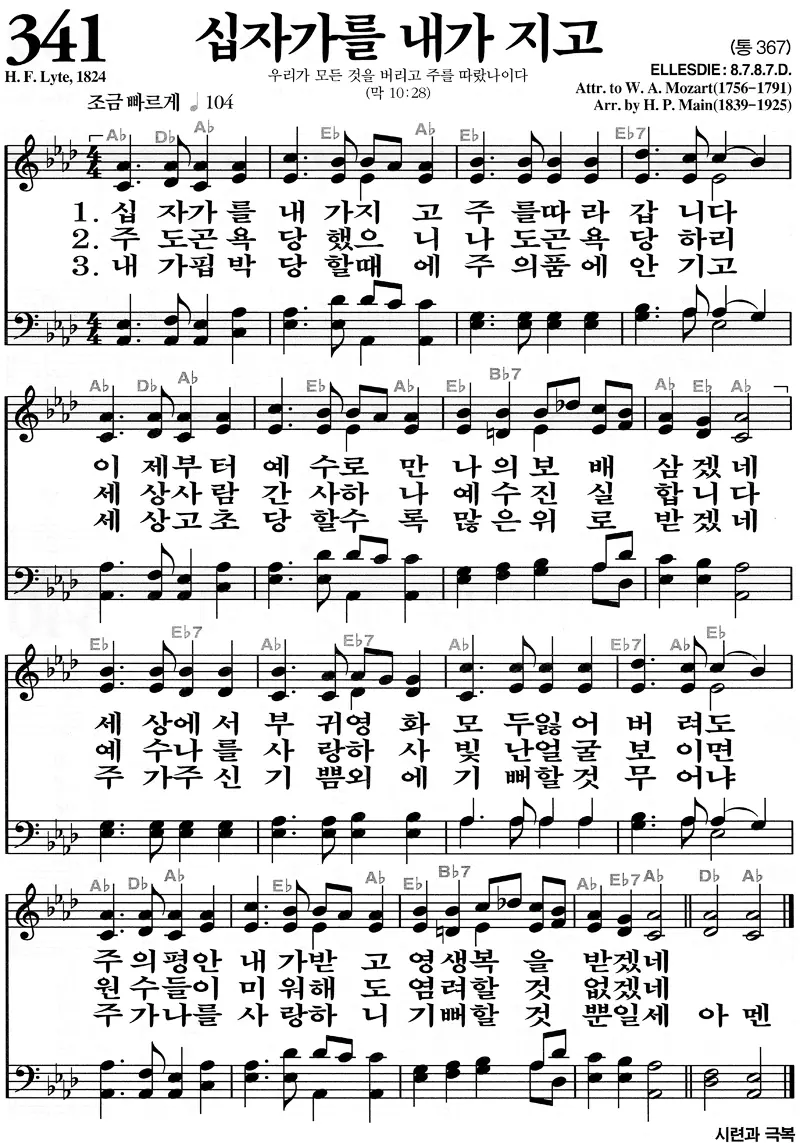 341 십자가를 내가 지고 (통 367)
H. F. Lyte, 1824 우리가 모든 것을 버리고 주를 따랐나이다 ELLESDIE : 8.7.8.7.D.
(막 10:28) Attr. to W. A. Mozart(1756-1791)
조금 빠르게 ♩ 104 Arr. by H. P. Main(1839-1925)
A♭ D♭ A♭ E♭ A♭ E♭ E♭7
1. 십 자가 를 내 가지 고 주 를따 라 갑 니다
2. 주 도곤 욕 당 했으 니 나 도곤 욕 당 하리
3. 내 가핍 박 당 할때 에 주 의품 에 안 기고
A♭ D♭ A♭ E♭ A♭ E♭ B♭7 A♭ E♭ A♭
이 제부 터 예 수로 만 나 의보 배 삼 겠 네
세 상사 람 간 사하 나 예 수진 실 합 니 다
세 상고 초 당 할수 록 많 은위 로 받 겠 네
E♭ E♭7 A♭ E♭7 A♭ E♭7 A♭ E♭
세 상에 서 부 귀영 화 모 두잃 어 버 려도
예 수나 를 사 랑하 사 빛 난얼 굴 보 이면
주 가주 신 기 쁨외 에 기 뻐할 것 무 어냐
A♭ D♭ A♭ E♭ A♭ E♭ B♭7 A♭ E♭7 A♭ D♭ A♭
주 의평 안 내 가받 고 영 생복 을 받 겠 네
원 수들 이 미 워해 도 염 려할 것 없 겠 네
주 가나 를 사 랑하 니 기 뻐할 것 뿐 일 세 아 멘
시련과 극복